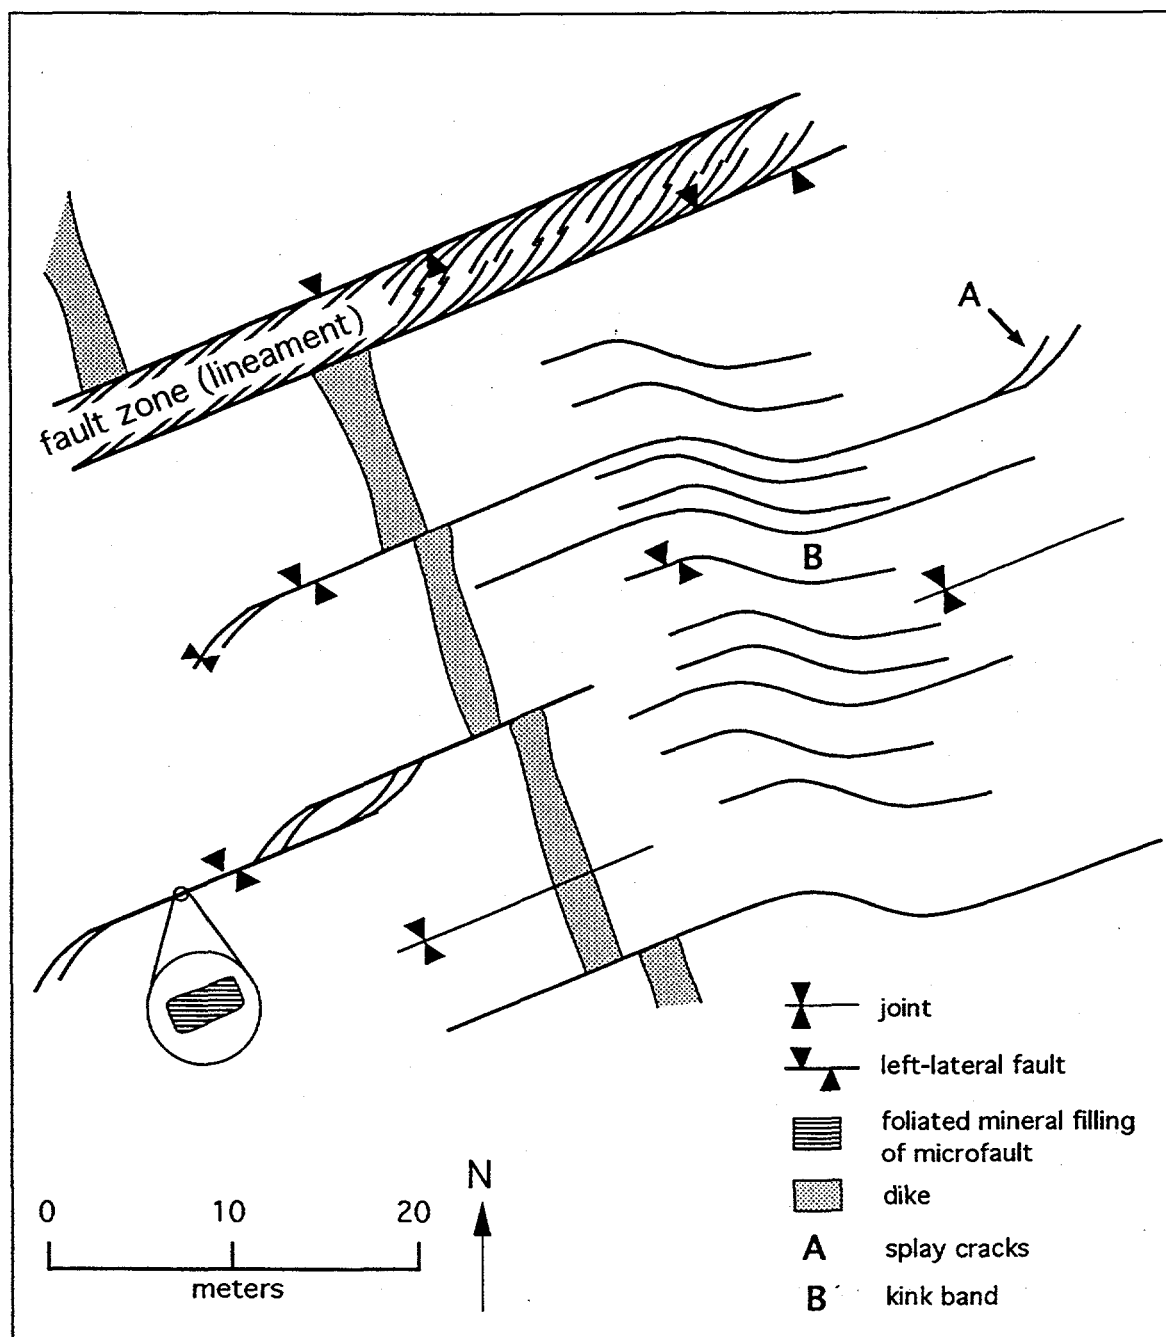 A
fault zone (lineament)
B
joint
left-lateral fault
foliated mineral filling
of microfault
dike
A splay cracks
B kink band
N
0 10 20
meters